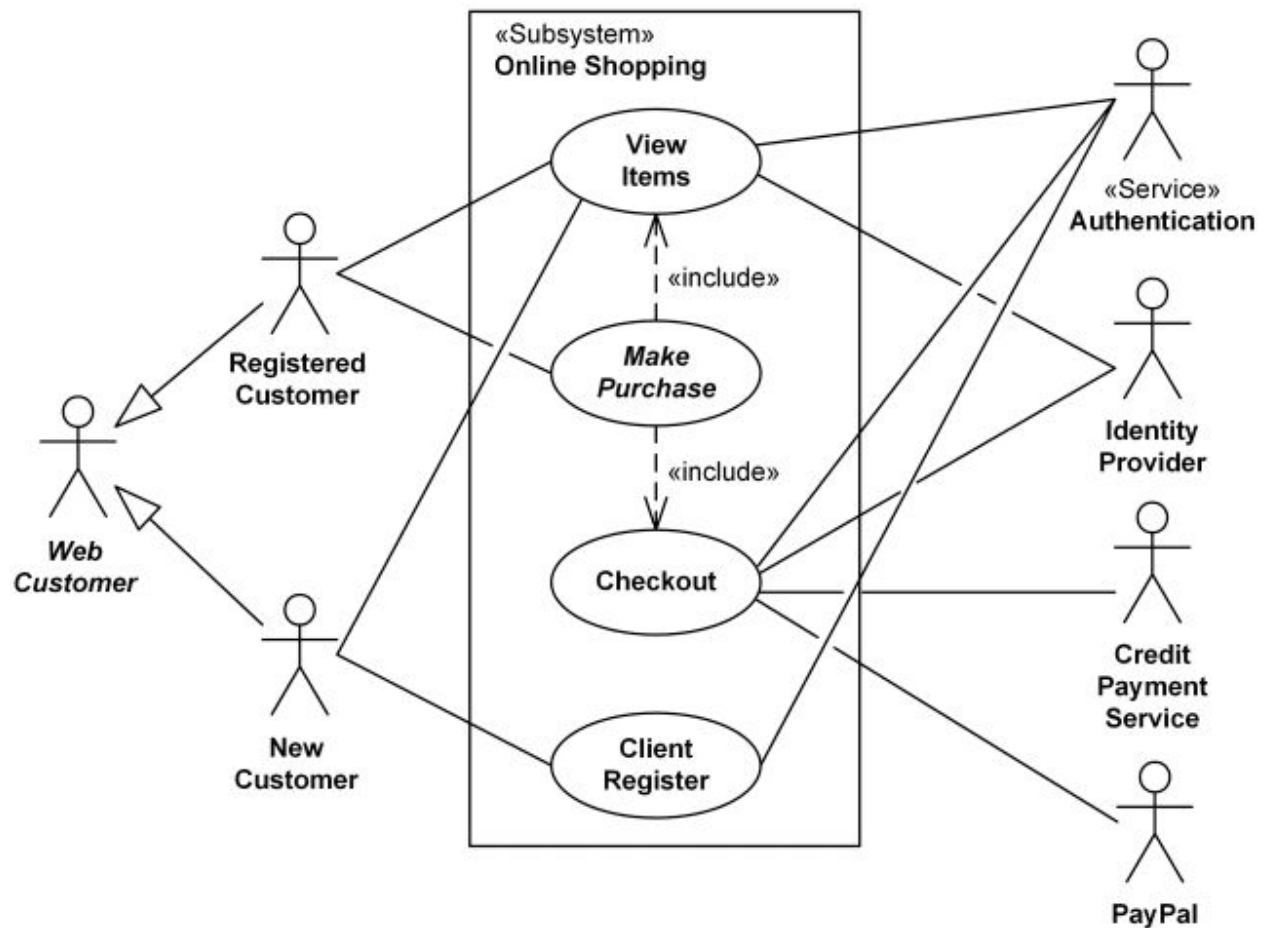 «Subsystem»
Online Shopping
View
Items
«include»
Make
Purchase
«include»
Checkout
Client
Register
Registered
Customer
Web
Customer
New
Customer
«Service»
Authentication
Identity
Provider
Credit
Payment
Service
PayPal